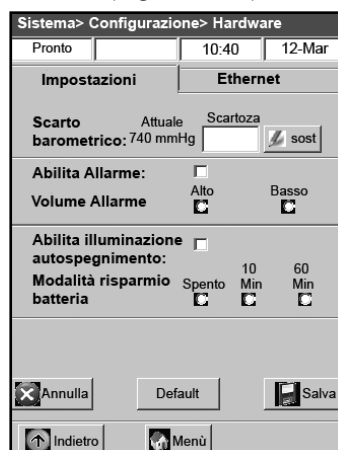 Sistema> Configurazione> Hardware
Pronto 10:40 12-Mar
Impostazioni Ethernet
Scarto barometrico: Attuale 740 mmHg Scartoza sost
Abilita Allarme:
Volume Allarme Alto Basso
Abilita illuminazione autospegnimento:
Modalità risparmio batteria Spento 10 Min 60 Min
Annulla Default Salva
Indietro Menù